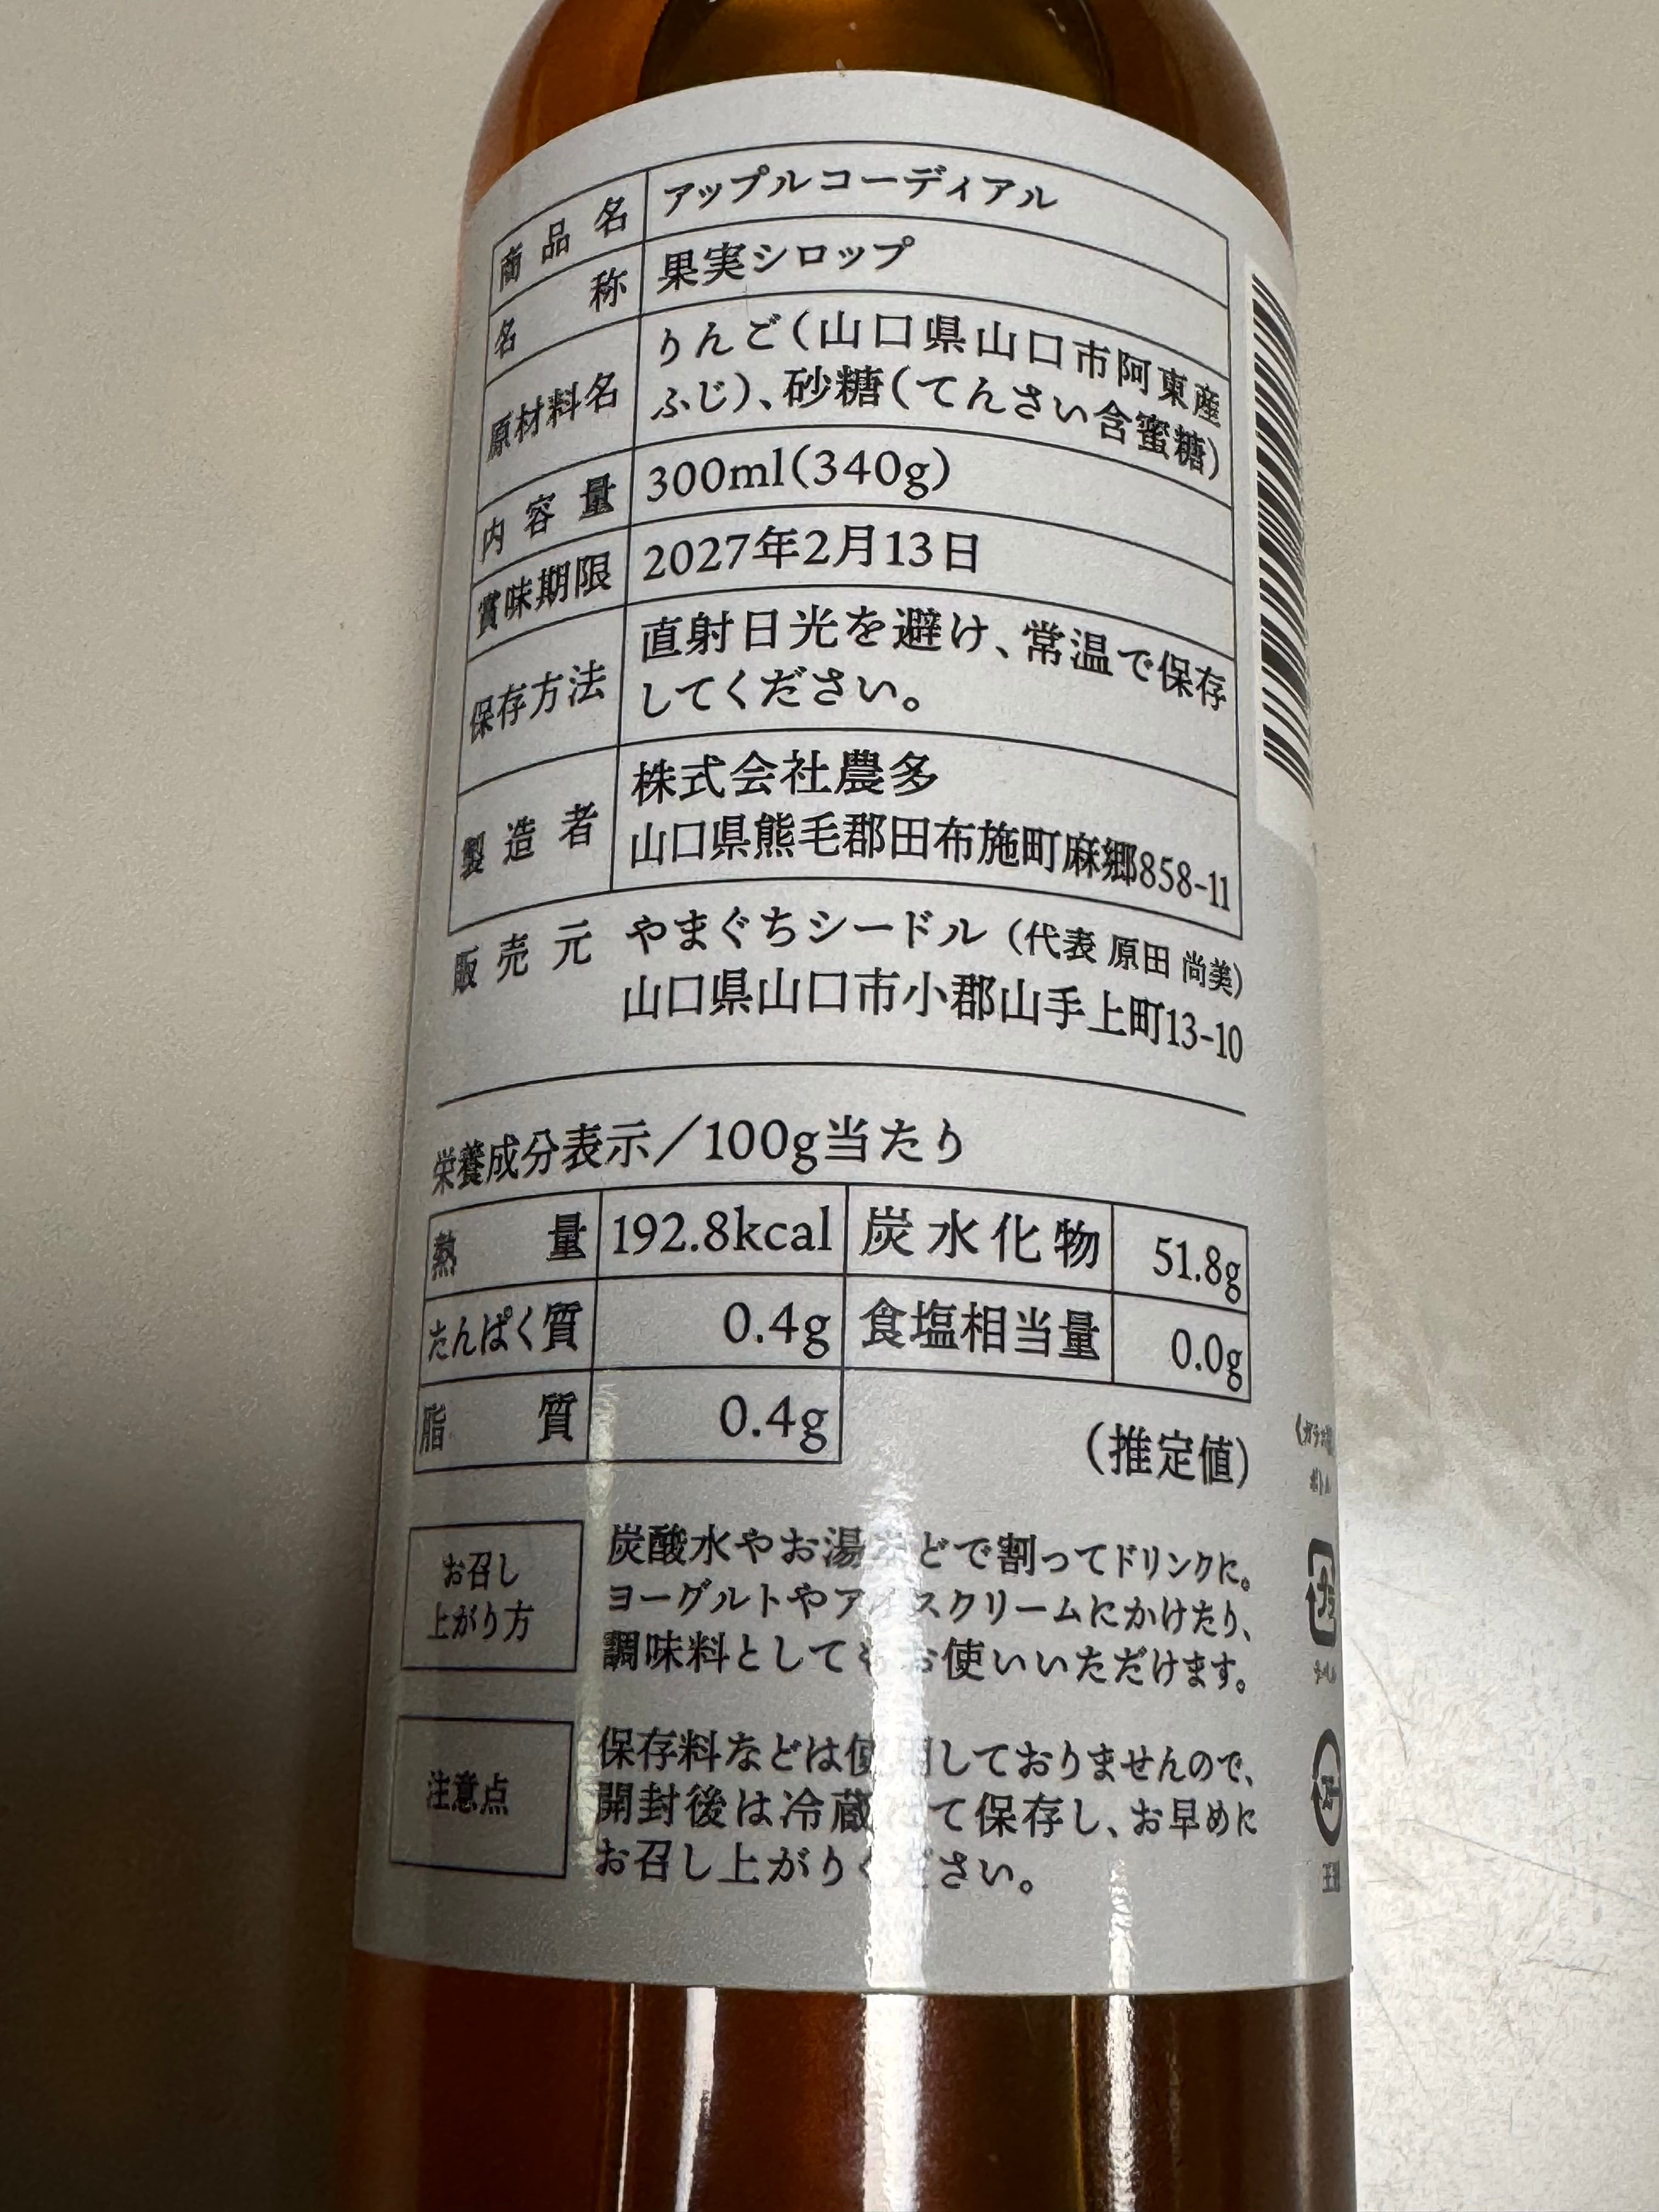 商品名 アップルコーディアル
名称 果実シロップ
原材料名 りんご（山口県山口市阿東産
ふじ）、砂糖（てんさい含蜜糖）
内容量 300ml（340g）
賞味期限 2027年2月13日
保存方法 直射日光を避け、常温で保存
してください。
製造者 株式会社農多
山口県熊毛郡田布施町麻郷858-11
販売元 やまぐちシードル（代表 原田 尚美）
山口県山口市小郡山手上町13-10
栄養成分表示／100g当たり
熱量 192.8kcal 炭水化物 51.8g
たんぱく質 0.4g 食塩相当量 0.0g
脂質 0.4g
（推定値）
お召し
上がり方
炭酸水やお湯などで割ってドリンクに。
ヨーグルトやアイスクリームにかけたり、
調味料としてもお使いいただけます。
注意点
保存料などは使用しておりませんので、
開封後は冷蔵して保存し、お早めに
お召し上がりください。